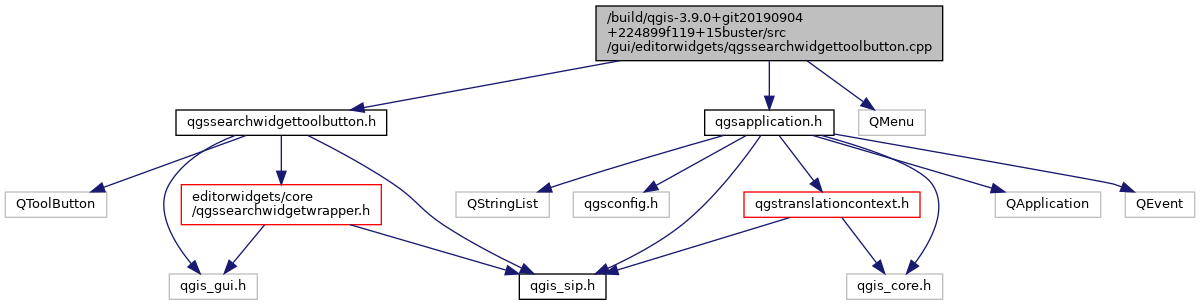 /build/qgis-3.9.0+git20190904
+224899f119+15buster/src
/gui/editorwidgets/qgssearchwidgettoolbutton.cpp
qgssearchwidgettoolbutton.h
qgsapplication.h
QMenu
QToolButton
editorwidgets/core
/qgssearchwidgetwrapper.h
QStringList
qgsconfig.h
qgstranslationcontext.h
QApplication
QEvent
qgis_gui.h
qgis_sip.h
qgis_core.h